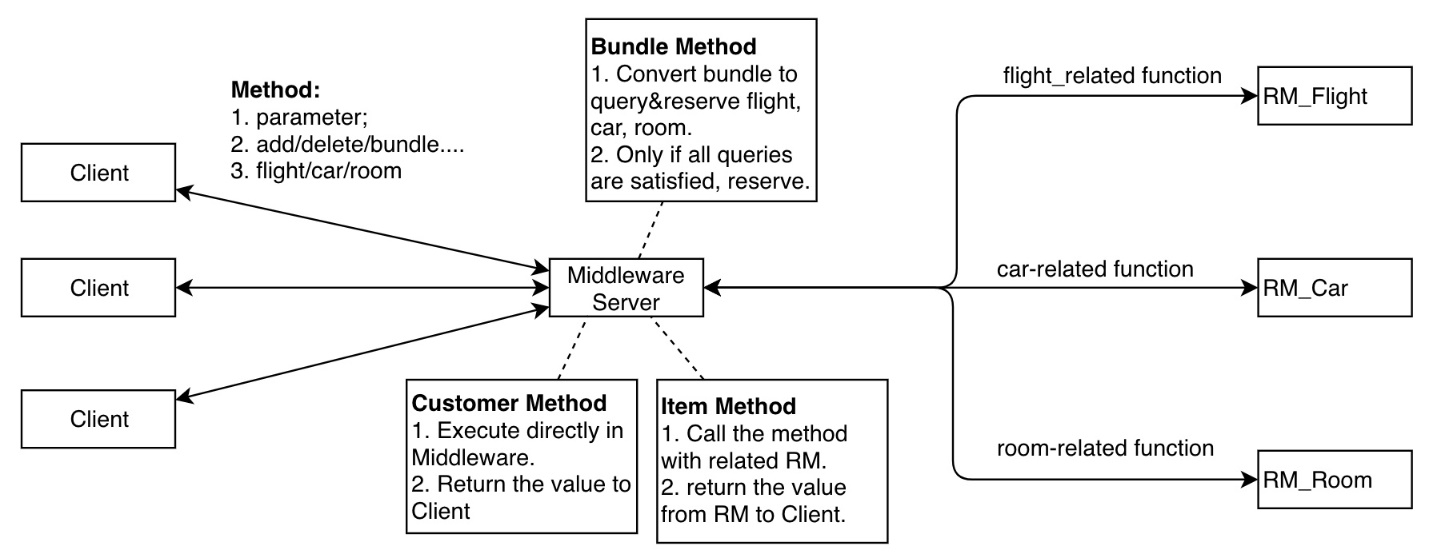 Bundle Method
1. Convert bundle to
query&reserve flight,
car, room.
2. Only if all queries
are satisfied, reserve.
Method:
1. parameter;
2. add/delete/bundle....
3. flight/car/room
Client
Client
Client
Middleware
Server
flight_related function
RM_Flight
car-related function
RM_Car
room-related function
RM_Room
Customer Method
1. Execute directly in
Middleware.
2. Return the value to
Client
Item Method
1. Call the method
with related RM.
2. return the value
from RM to Client.